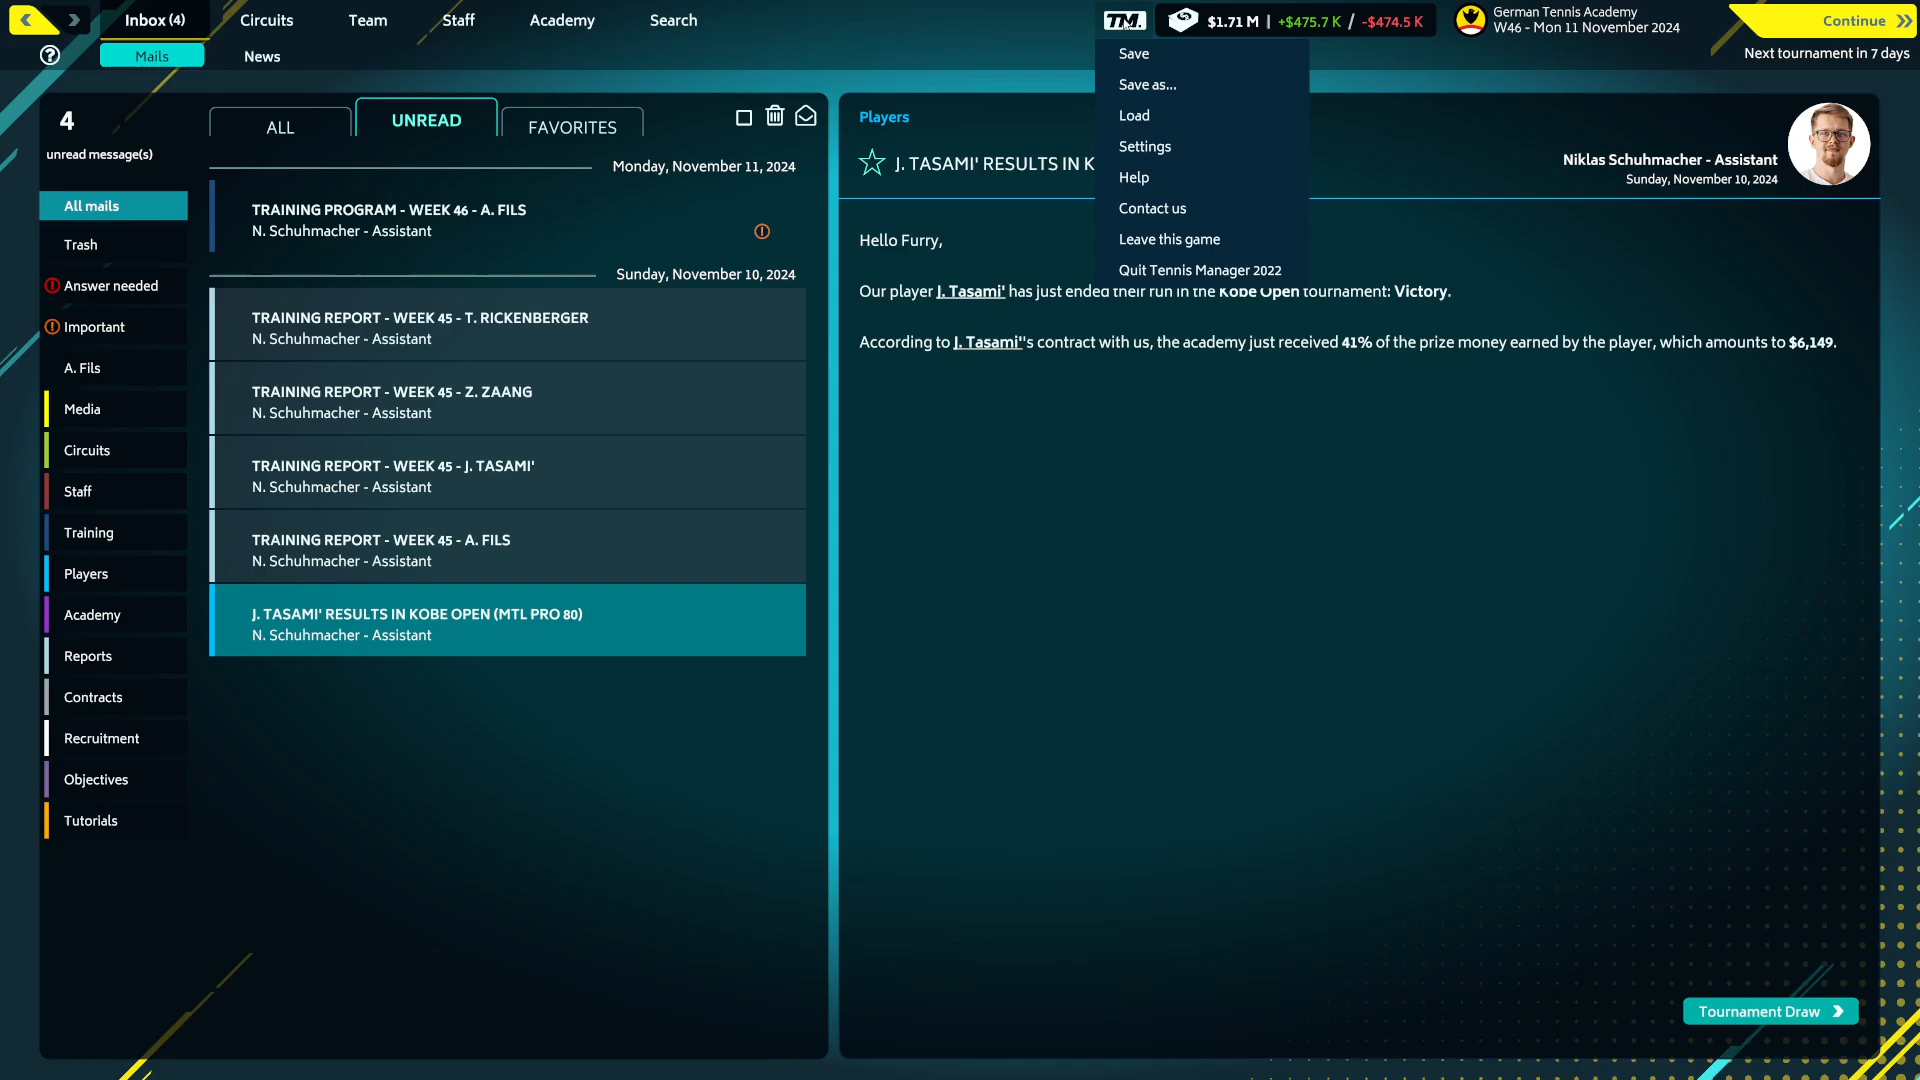 Inbox (4)
Circuits
Team
Staff
Academy
Search
TM.
$1.71 M | +$475.7 K / -$474.5 K
German Tennis Academy
W46 - Mon 11 November 2024
Continue
Next tournament in 7 days
Mails
News
Save
Save as...
Load
Settings
Help
Contact us
Leave this game
Quit Tennis Manager 2022
4
unread message(s)
All mails
Trash
Answer needed
Important
A. Fils
Media
Circuits
Staff
Training
Players
Academy
Reports
Contracts
Recruitment
Objectives
Tutorials
ALL
UNREAD
FAVORITES
Monday, November 11, 2024
TRAINING PROGRAM - WEEK 46 - A. FILS
N. Schuhmacher - Assistant
Sunday, November 10, 2024
TRAINING REPORT - WEEK 45 - T. RICKENBERGER
N. Schuhmacher - Assistant
TRAINING REPORT - WEEK 45 - Z. ZAANG
N. Schuhmacher - Assistant
TRAINING REPORT - WEEK 45 - J. TASAMI'
N. Schuhmacher - Assistant
TRAINING REPORT - WEEK 45 - A. FILS
N. Schuhmacher - Assistant
J. TASAMI' RESULTS IN KOBE OPEN (MTL PRO 80)
N. Schuhmacher - Assistant
Players
J. TASAMI' RESULTS IN K
Niklas Schuhmacher - Assistant
Sunday, November 10, 2024
Hello Furry,
Our player J. Tasami' has just ended their run in the Kobe Open tournament: Victory.
According to J. Tasami''s contract with us, the academy just received 41% of the prize money earned by the player, which amounts to $6,149.
Tournament Draw